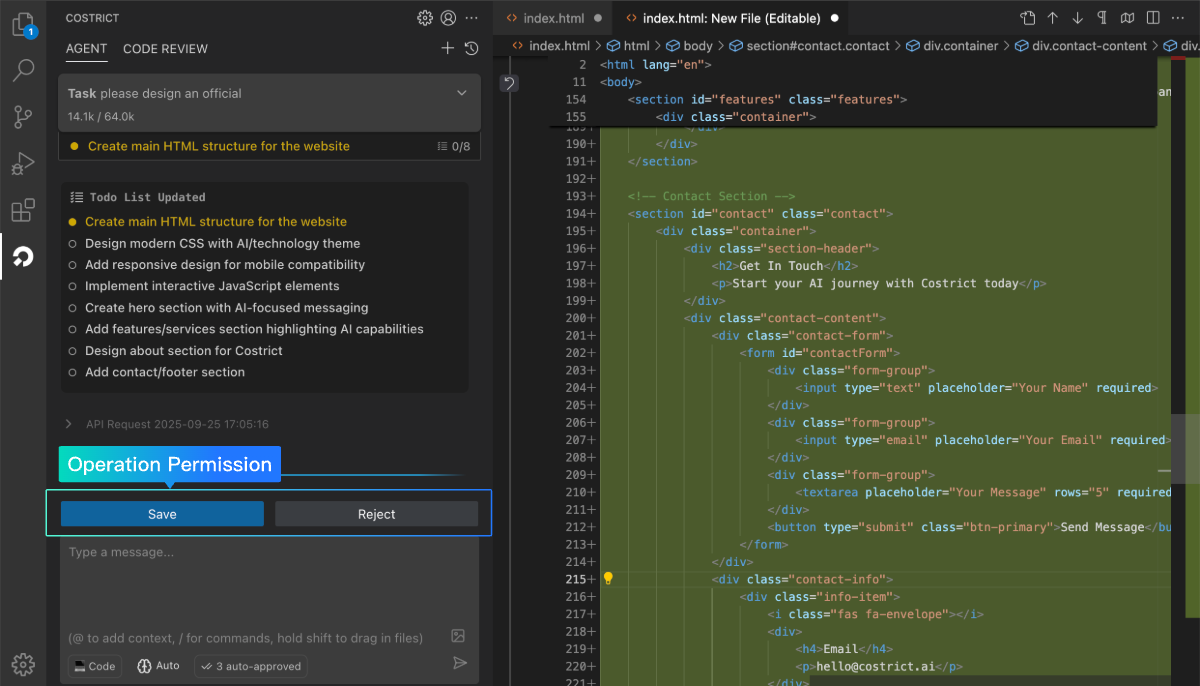 1
COSTRICT
AGENT CODE REVIEW
Task please design an official
14.1k / 64.0k
Create main HTML structure for the website 0/8
Todo List Updated
Create main HTML structure for the website
Design modern CSS with AI/technology theme
Add responsive design for mobile compatibility
Implement interactive JavaScript elements
Create hero section with AI-focused messaging
Add features/services section highlighting AI capabilities
Design about section for Costrict
Add contact/footer section
API Request 2025-09-25 17:05:16
Operation Permission
Save Reject
Type a message...
(@ to add context, / for commands, hold shift to drag in files)
Code Auto 3 auto-approved
index.html index.html: New File (Editable)
index.html > html > body > section#contact.contact > div.container > div.contact-content > div.
2 <html lang="en">
11 <body>
154 <section id="features" class="features">
155 <div class="container">
an
189+ </div>
190+ </div>
191+ </section>
192+
193+ <!-- Contact Section -->
194+ <section id="contact" class="contact">
195+ <div class="container">
196+ <div class="section-header">
197+ <h2>Get In Touch</h2>
198+ <p>Start your AI journey with Costrict today</p>
199+ </div>
200+ <div class="contact-content">
201+ <div class="contact-form">
202+ <form id="contactForm">
203+ <div class="form-group">
204+ <input type="text" placeholder="Your Name" required>
205+ </div>
206+ <div class="form-group">
207+ <input type="email" placeholder="Your Email" required>
208+ </div>
209+ <div class="form-group">
210+ <textarea placeholder="Your Message" rows="5" required
211+ </div>
212+ <button type="submit" class="btn-primary">Send Message</bu
213+ </form>
214+ </div>
215+ <div class="contact-info">
216+ <div class="info-item">
217+ <i class="fas fa-envelope"></i>
218+ <div>
219+ <h4>Email</h4>
220+ <p>hello@costrict.ai</p>
221+ </div>